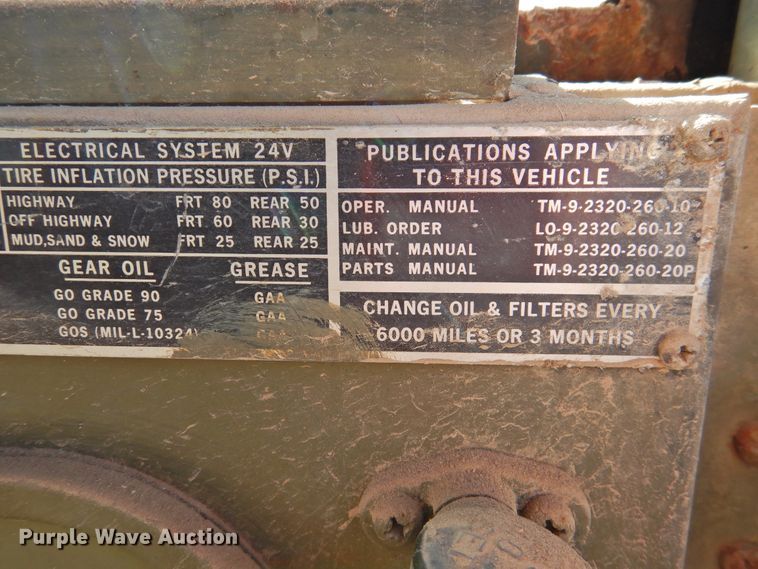 ELECTRICAL SYSTEM 24V
TIRE INFLATION PRESSURE (P.S.I.)
HIGHWAY FRT 80 REAR 50
OFF HIGHWAY FRT 60 REAR 30
MUD,SAND & SNOW FRT 25 REAR 25
GEAR OIL GREASE
GO GRADE 90 GAA
GO GRADE 75 GAA
GOS (MIL-L-10324) GAA
PUBLICATIONS APPLYING
TO THIS VEHICLE
OPER. MANUAL TM-9-2320-260-10
LUB. ORDER LO-9-2320-260-12
MAINT. MANUAL TM-9-2320-260-20
PARTS MANUAL TM-9-2320-260-20P
CHANGE OIL & FILTERS EVERY
6000 MILES OR 3 MONTHS
Purple Wave Auction